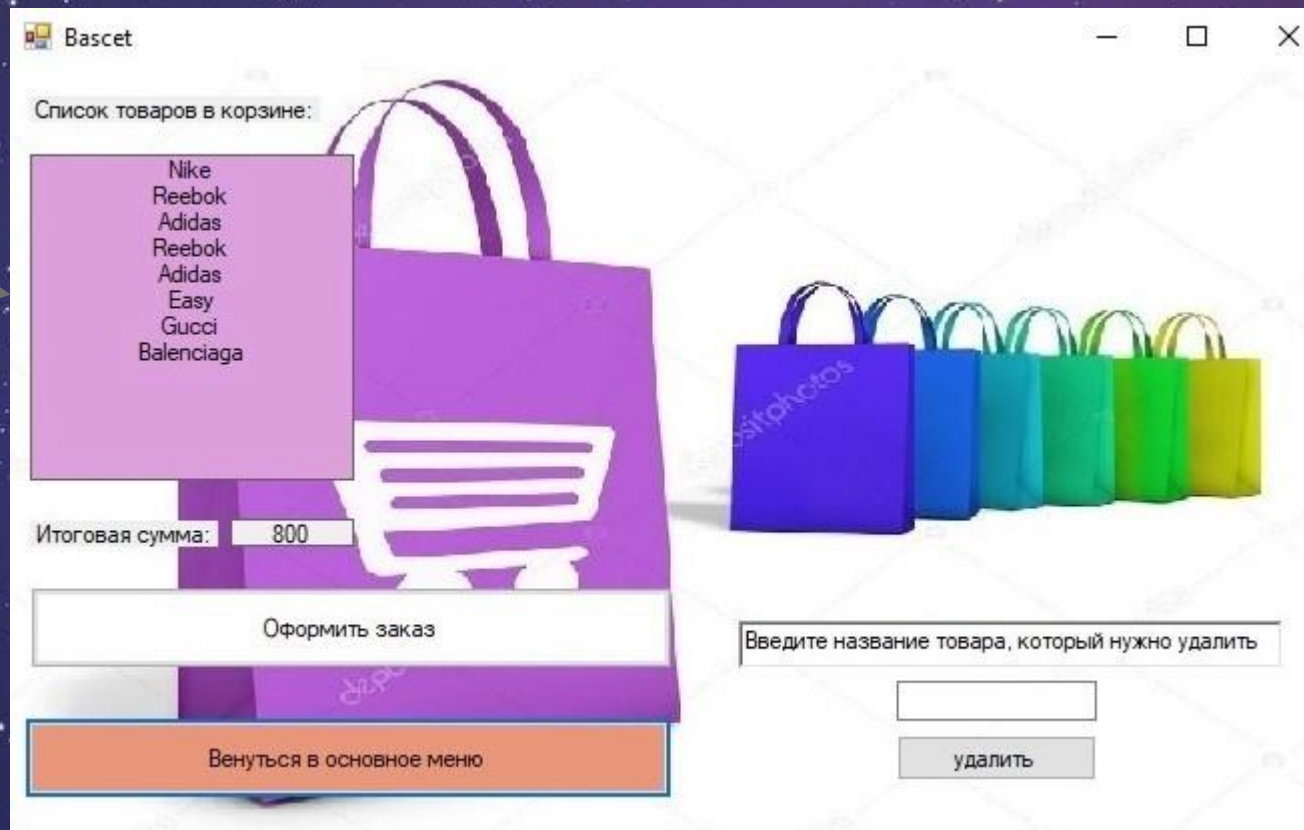 Bascet
Список товаров в корзине:
Nike
Reebok
Adidas
Reebok
Adidas
Easy
Gucci
Balenciaga
Итоговая сумма: 800
Оформить заказ
Венуться в основное меню
Введите название товара, который нужно удалить
удалить
depositphotos